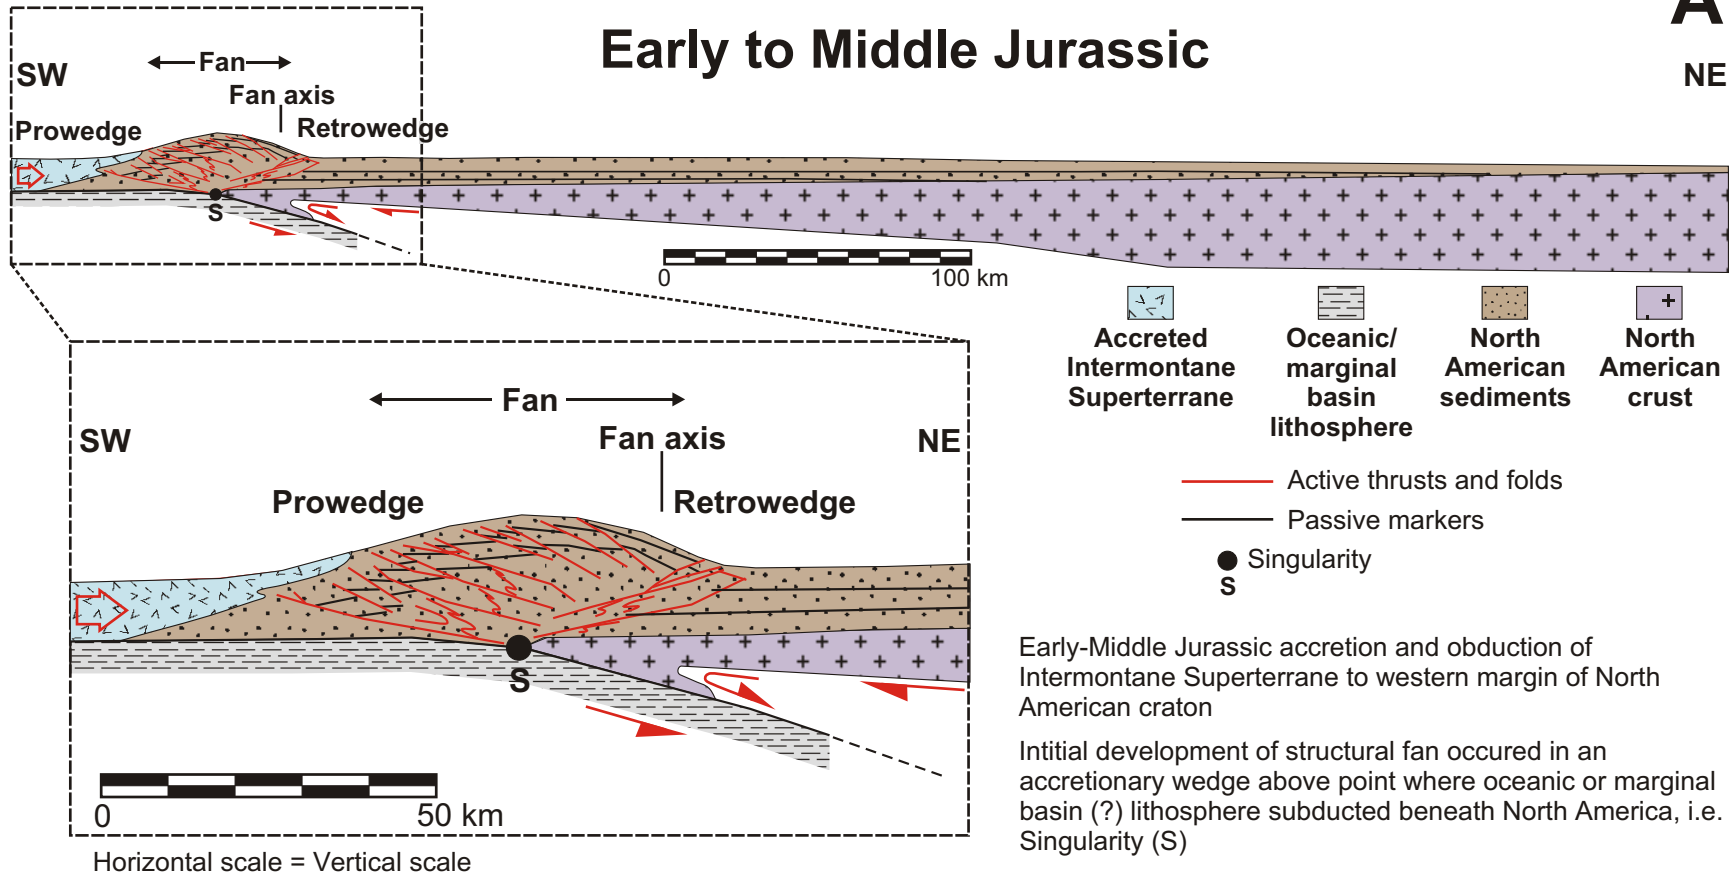 A
Early to Middle Jurassic
SW
Fan
NE
Fan axis
Prowedge
Retrowedge
S
0
100 km
Accreted
Intermontane
Superterrane
Oceanic/
marginal
basin
lithosphere
North
American
sediments
North
American
crust
Fan
SW
Fan axis
NE
Prowedge
Retrowedge
S
0
50 km
Horizontal scale = Vertical scale
Active thrusts and folds
Passive markers
Singularity
S
Early-Middle Jurassic accretion and obduction of
Intermontane Superterrane to western margin of North
American craton
Intitial development of structural fan occured in an
accretionary wedge above point where oceanic or marginal
basin (?) lithosphere subducted beneath North America, i.e.
Singularity (S)